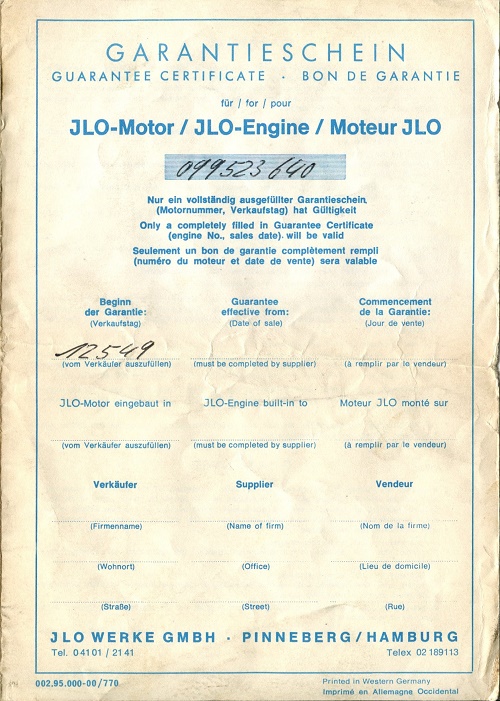 GARANTIESCHEIN
GUARANTEE CERTIFICATE · BON DE GARANTIE
für / for / pour
JLO-Motor / JLO-Engine / Moteur JLO
099523 640
Nur ein vollständig ausgefüllter Garantieschein
(Motornummer, Verkaufstag) hat Gültigkeit
Only a completely filled in Guarantee Certificate
(engine No., sales date) will be valid
Seulement un bon de garantie complètement rempli
(numéro du moteur et date de vente) sera valable
Beginn Guarantee Commencement
der Garantie: effective from: de la Garantie:
(Verkaufstag) (Date of sale) (Jour de vente)
12549
(vom Verkäufer auszufüllen) (must be completed by supplier) (à remplir par le vendeur)
JLO-Motor eingebaut in JLO-Engine built-in to Moteur JLO monté sur
(vom Verkäufer auszufüllen) (must be completed by supplier) (à remplir par le vendeur)
Verkäufer Supplier Vendeur
(Firmenname) (Name of firm) (Nom de la firme)
(Wohnort) (Office) (Lieu de domicile)
(Straße) (Street) (Rue)
JLO WERKE GMBH · PINNEBERG/HAMBURG
Tel. 04101 / 2141 Telex 02 189113
002.95.000-00/770 Printed in Western Germany
Imprimé en Allemagne Occidental